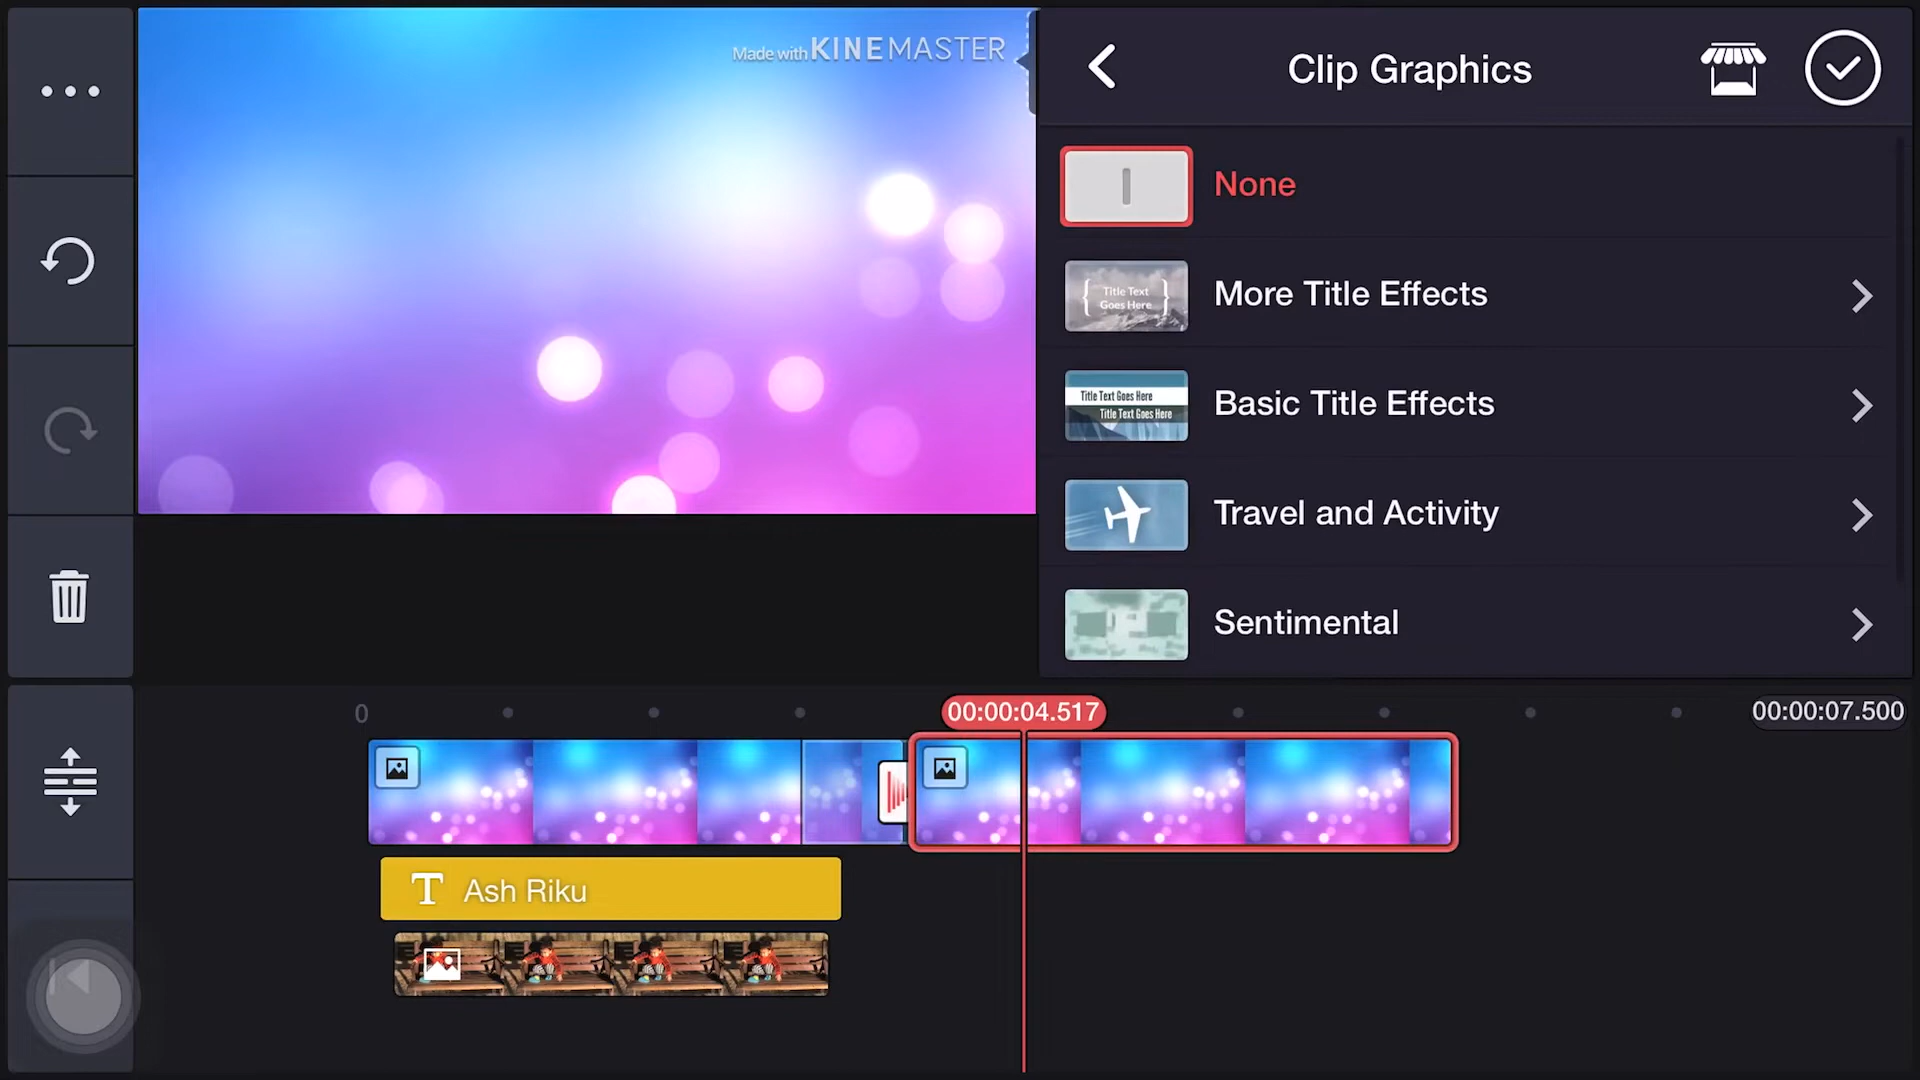 Made with KINEMASTER
Clip Graphics
None
Title Text
Goes Here
More Title Effects
Title Text Goes Here
Title Text Goes Here
Basic Title Effects
Travel and Activity
Sentimental
0
00:00:04.517
00:00:07.500
T Ash Riku